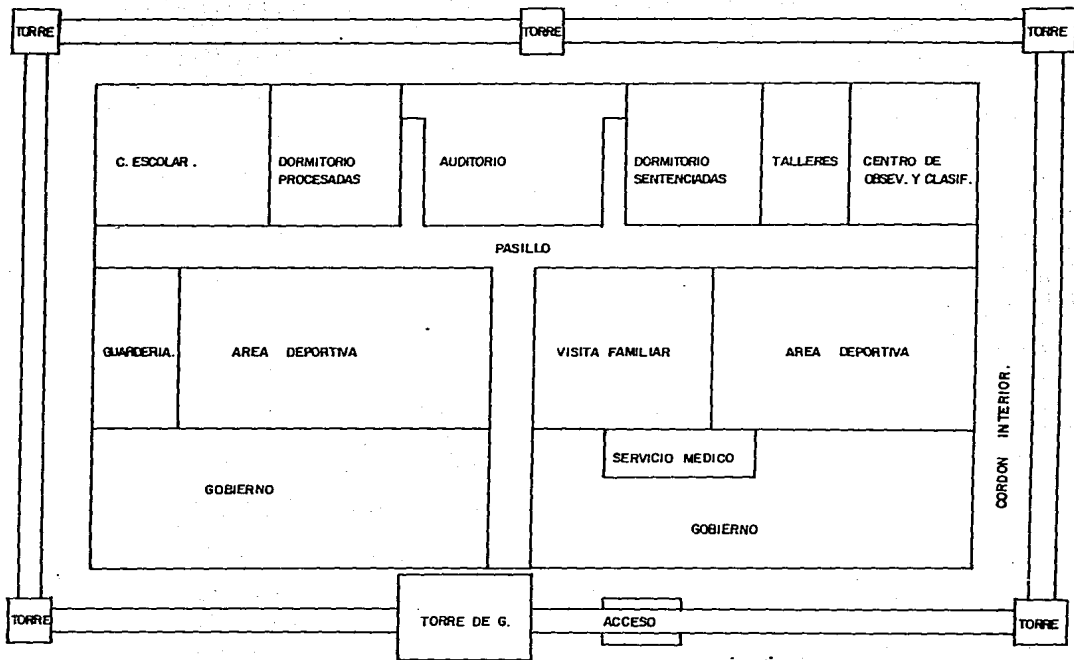 TORRE
TORRE
TORRE
C. ESCOLAR .
DORMITORIO
PROCESADAS
AUDITORIO
DORMITORIO
SENTENCIADAS
TALLERES
CENTRO DE
OBSEV. Y CLASIF.
PASILLO
GUARDERIA.
AREA DEPORTIVA
VISITA FAMILIAR
AREA DEPORTIVA
CORDON INTERIOR.
SERVICIO MEDICO
GOBIERNO
GOBIERNO
TORRE
TORRE DE G.
ACCESO
TORRE